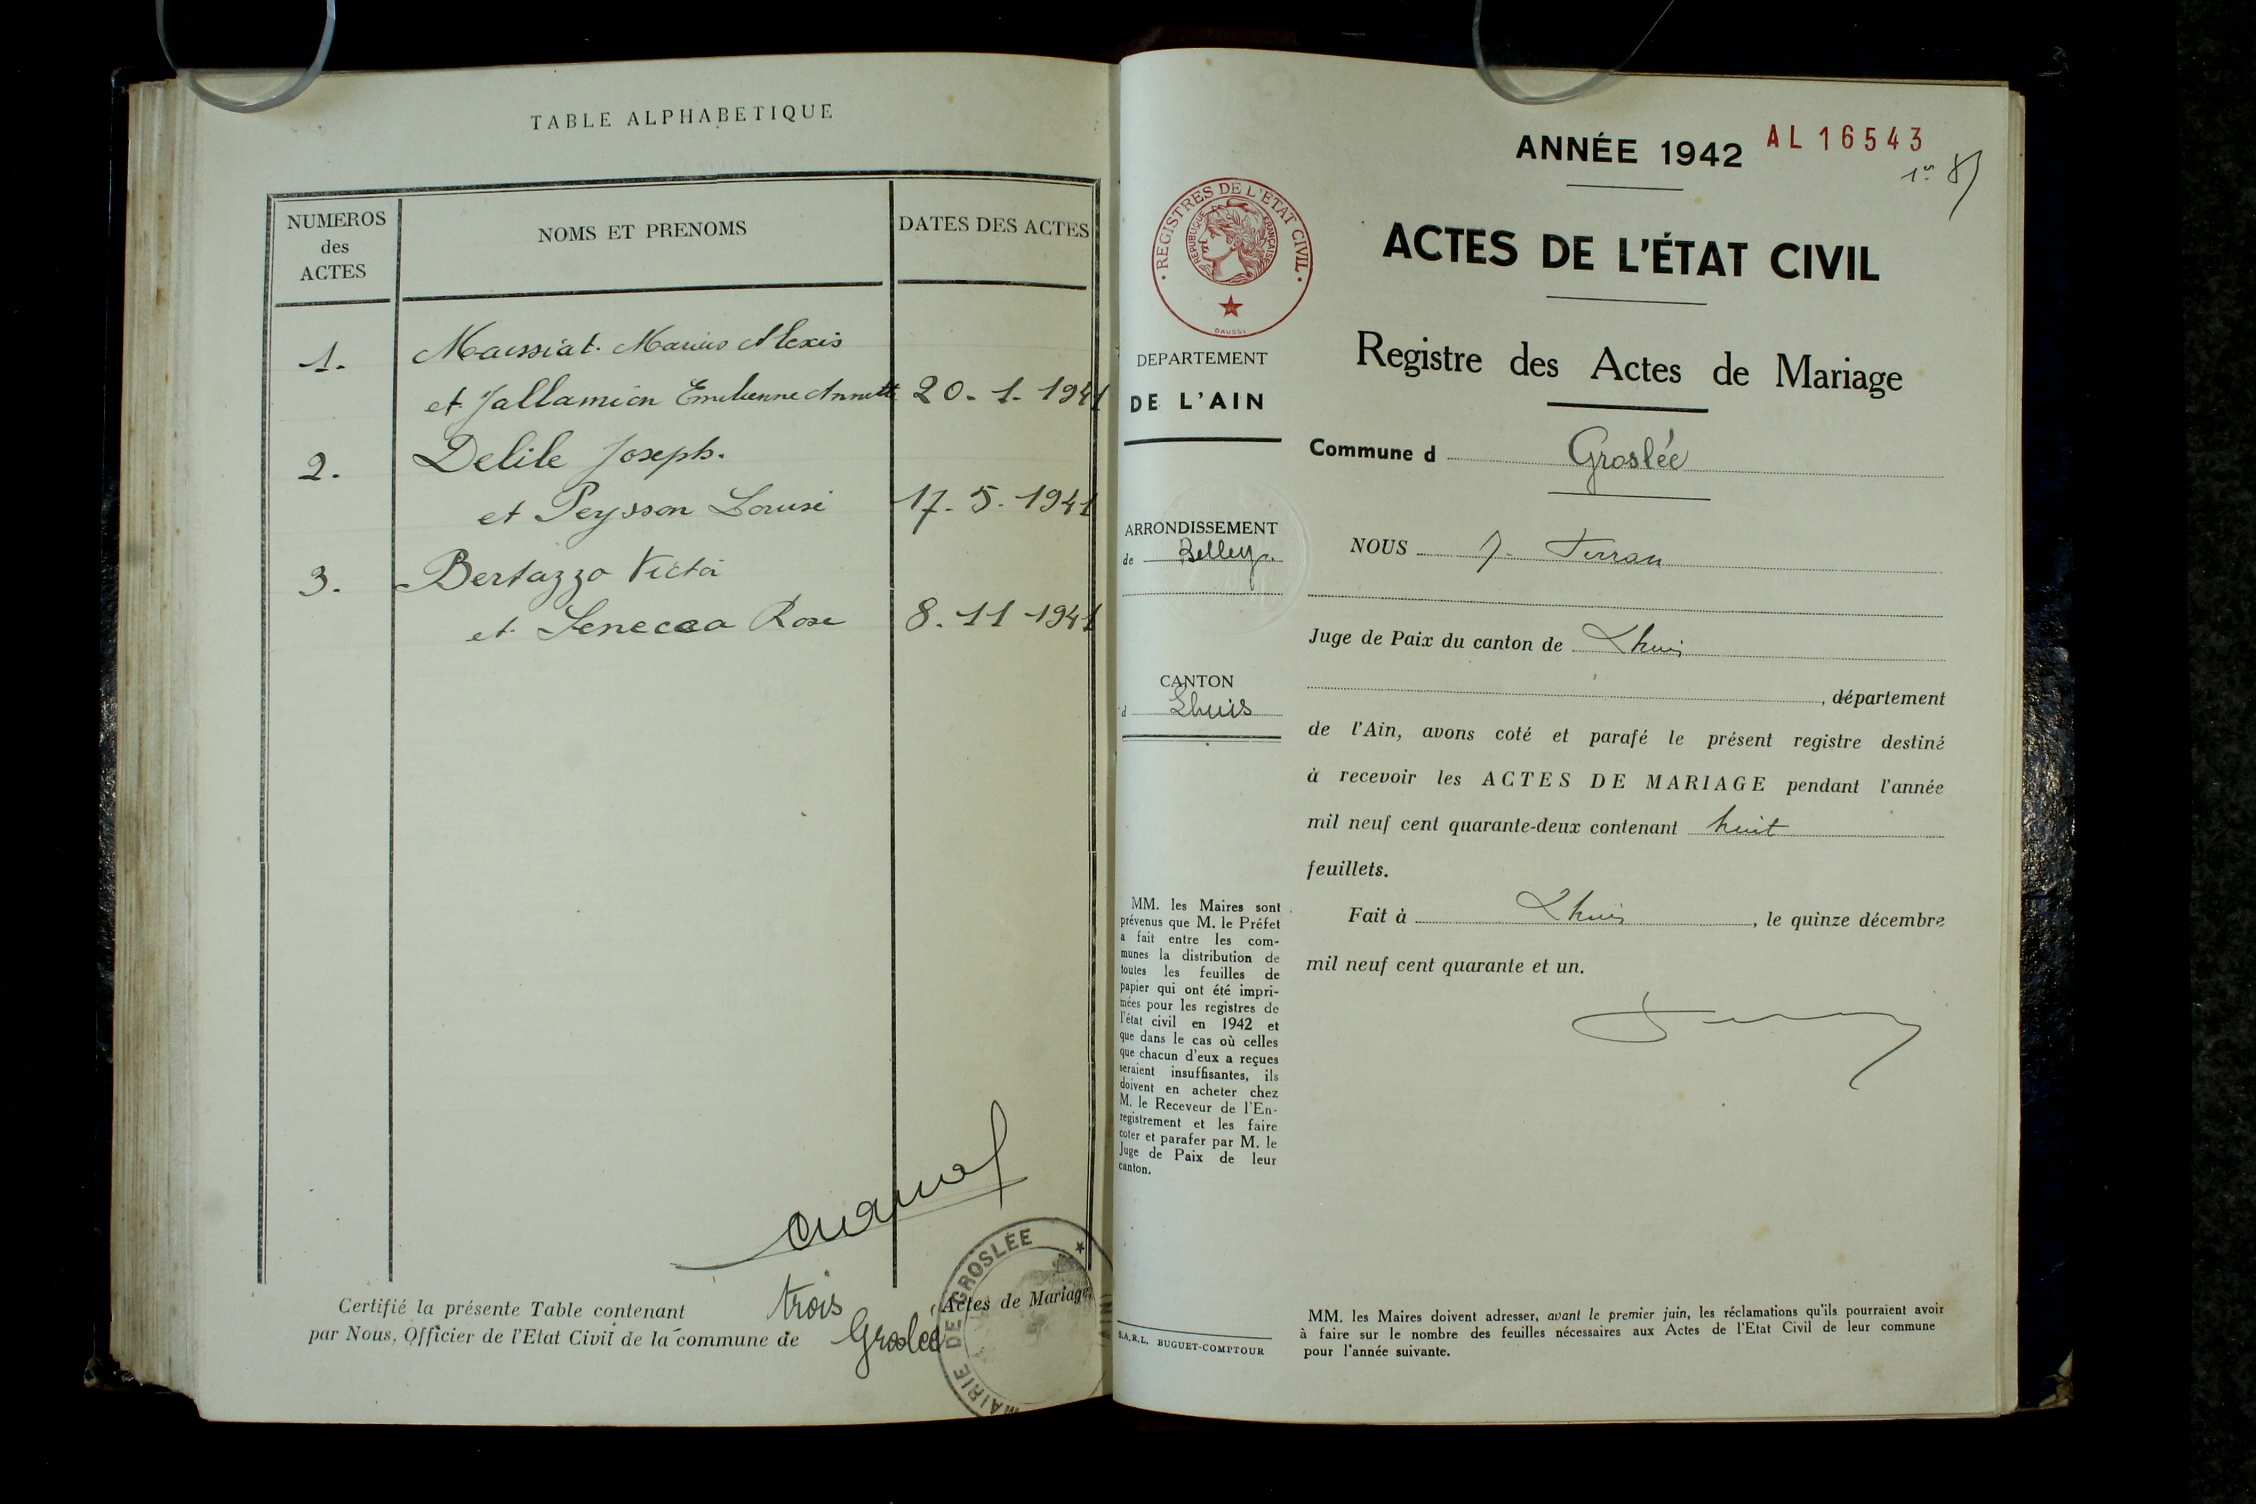 TABLE ALPHABETIQUE
NUMEROS
des
ACTES
NOMS ET PRENOMS
DATES DES ACTES
1.
Maissiat. Marius Alexis
et Jallamion Emilienne Annette 20-1-1941
2.
Delile Joseph.
et Peysson Louise 17-5-1941
3.
Bertazzo Victor
et Senecca Rose 8-11-1941
Certifié la présente Table contenant trois Actes de Mariage
par Nous, Officier de l'Etat Civil de la commune de Groslée
MAIRIE DE GROSLÉE
ANNÉE 1942
AL16543
1er
REGISTRES DE L'ETAT CIVIL
REPUBLIQUE FRANÇAISE
DAUSSY
ACTES DE L'ÉTAT CIVIL
Registre des Actes de Mariage
DEPARTEMENT
DE L'AIN
Commune d Groslée
ARRONDISSEMENT
de Belley
CANTON
d Lhuis
NOUS J. Ferran
Juge de Paix du canton de Lhuis
, département
de l'Ain, avons coté et parafé le présent registre destiné
à recevoir les ACTES DE MARIAGE pendant l'année
mil neuf cent quarante-deux contenant huit
feuillets.
Fait à Lhuis, le quinze décembre
mil neuf cent quarante et un.
MM. les Maires sont
prévenus que M. le Préfet
a fait entre les com-
munes la distribution de
toutes les feuilles de
papier qui ont été impri-
mées pour les registres de
l'état civil en 1942 et
que dans le cas où celles
que chacun d'eux a reçues
seraient insuffisantes, ils
doivent en acheter chez
M. le Receveur de l'En-
registrement et les faire
coter et parafer par M. le
Juge de Paix de leur
canton.
S.A.R.L. BUGUET-COMPTOUR
MM. les Maires doivent adresser, avant le premier juin, les réclamations qu'ils pourraient avoir
à faire sur le nombre des feuilles nécessaires aux Actes de l'Etat Civil de leur commune
pour l'année suivante.